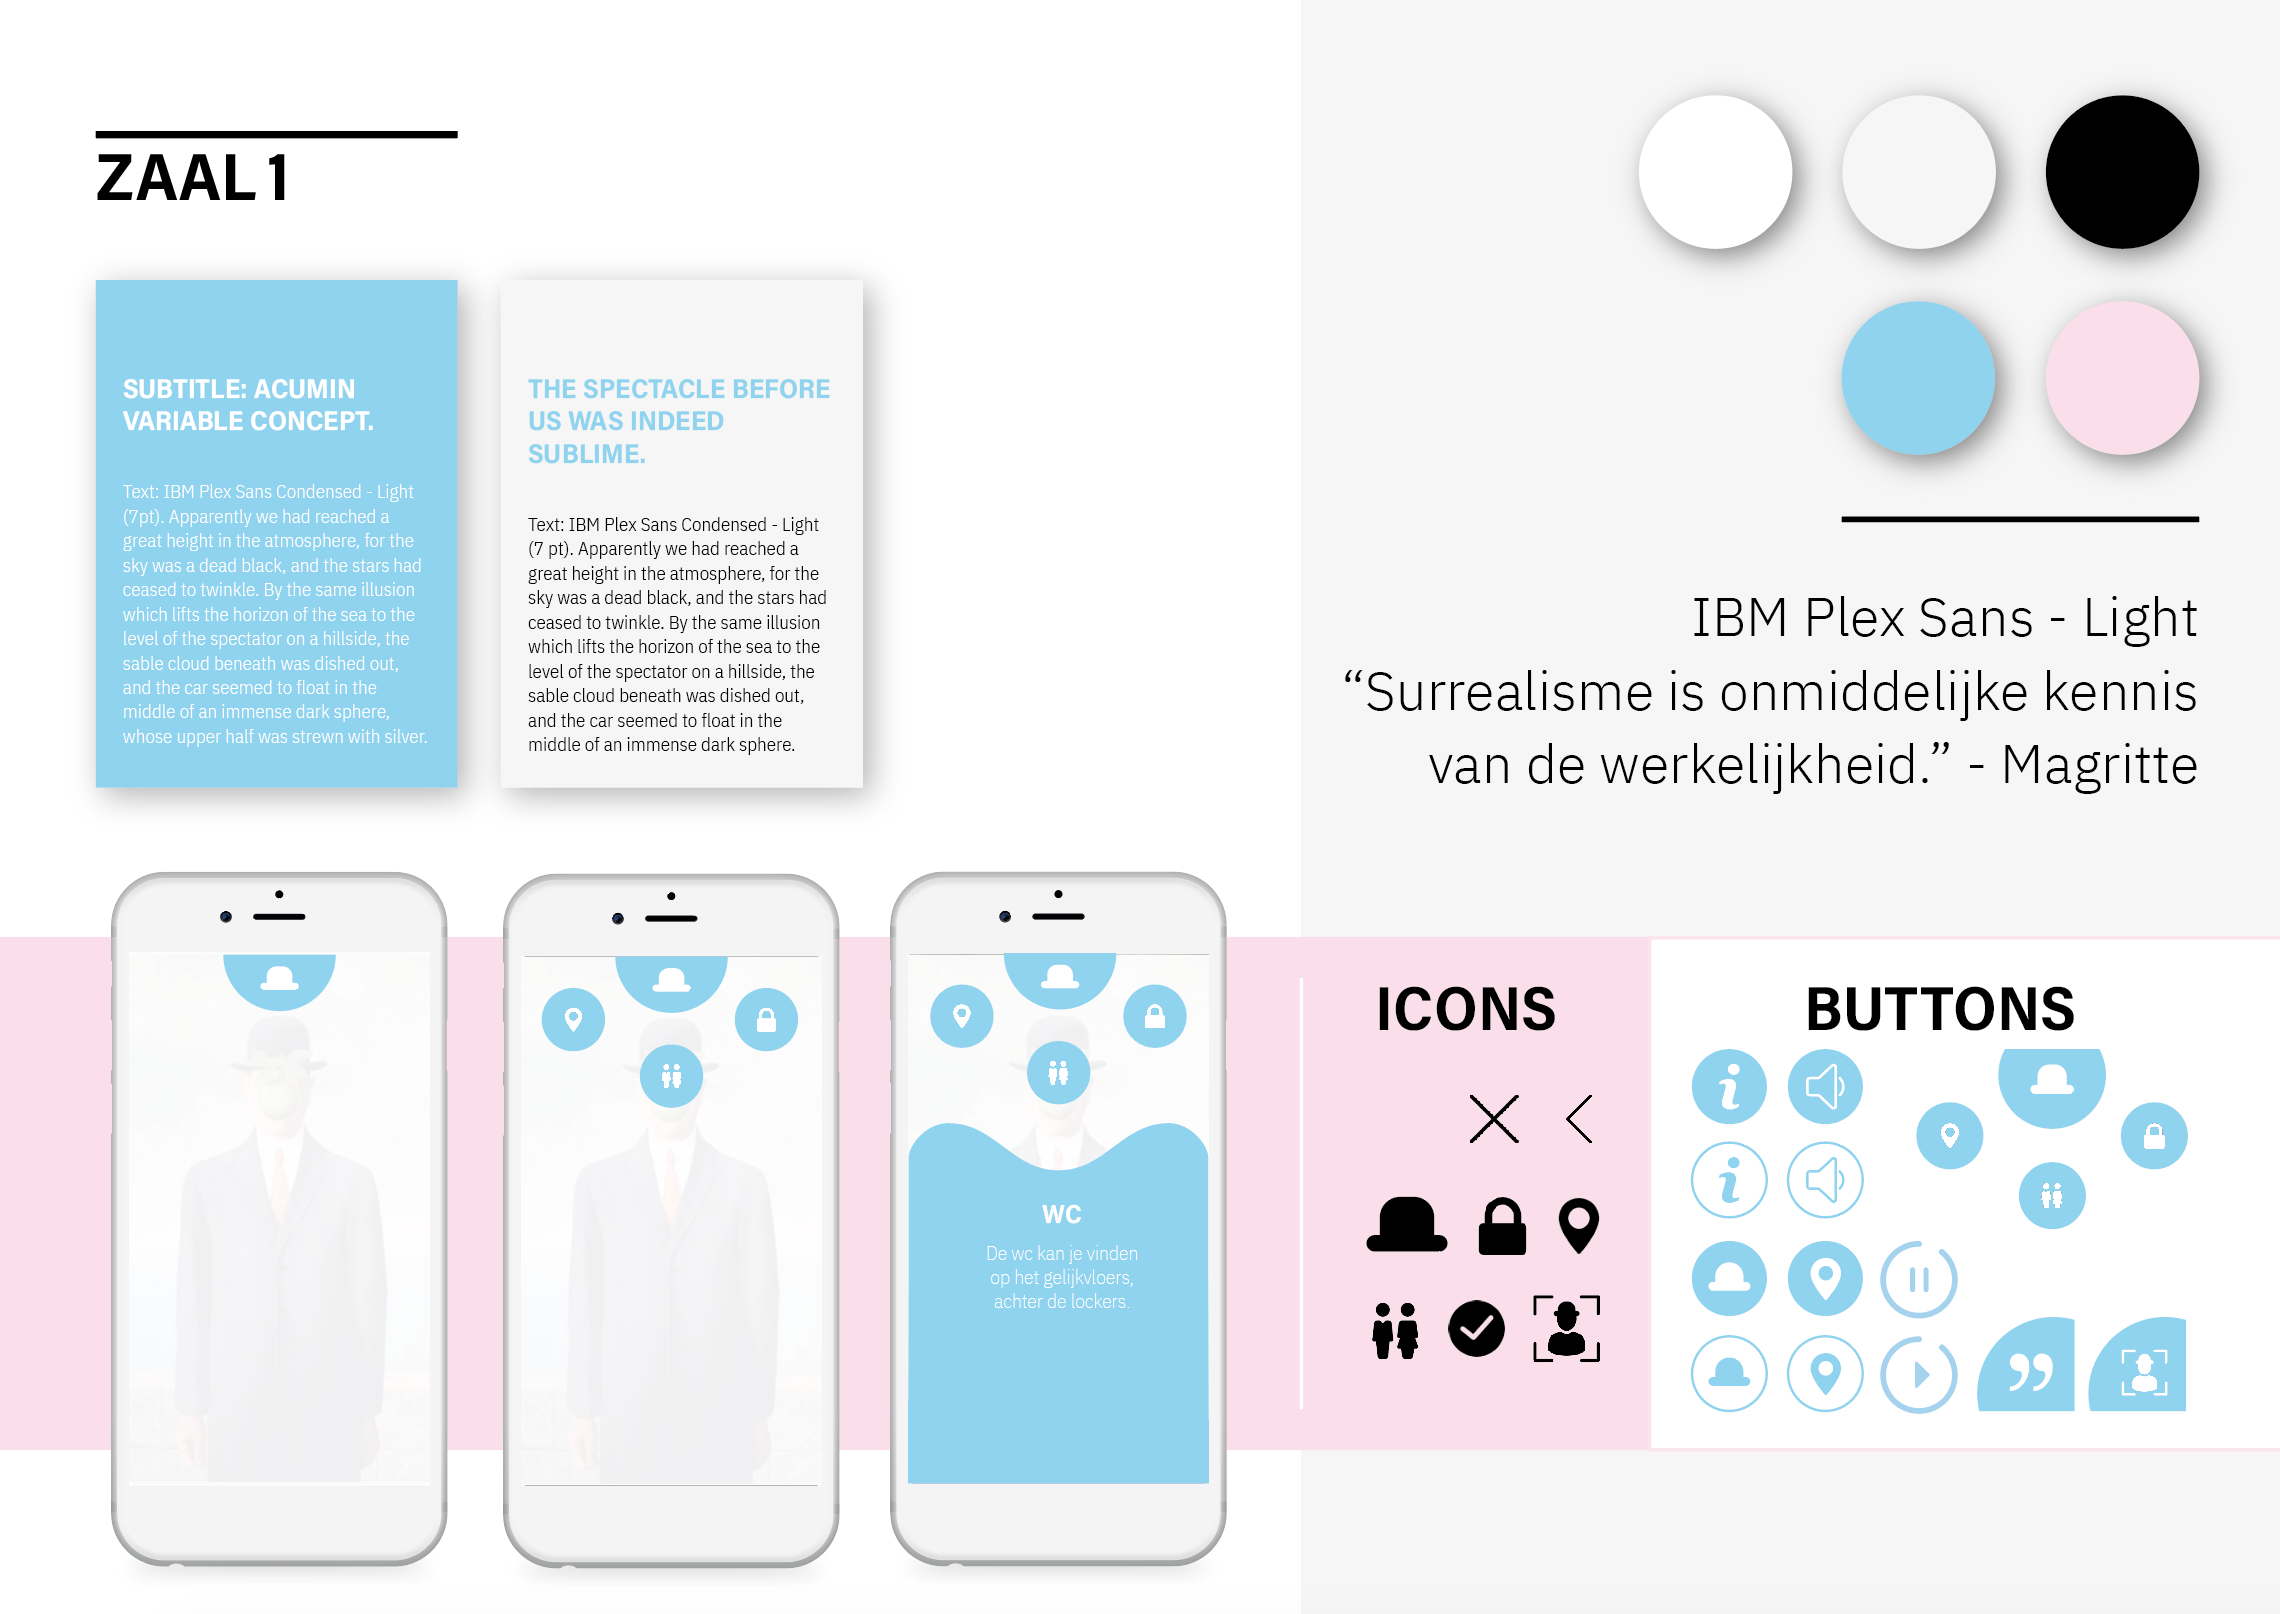 ZAAL 1
SUBTITLE: ACUMIN
VARIABLE CONCEPT.
Text: IBM Plex Sans Condensed - Light
(7pt). Apparently we had reached a
great height in the atmosphere, for the
sky was a dead black, and the stars had
ceased to twinkle. By the same illusion
which lifts the horizon of the sea to the
level of the spectator on a hillside, the
sable cloud beneath was dished out,
and the car seemed to float in the
middle of an immense dark sphere,
whose upper half was strewn with silver.
THE SPECTACLE BEFORE
US WAS INDEED
SUBLIME.
Text: IBM Plex Sans Condensed - Light
(7 pt). Apparently we had reached a
great height in the atmosphere, for the
sky was a dead black, and the stars had
ceased to twinkle. By the same illusion
which lifts the horizon of the sea to the
level of the spectator on a hillside, the
sable cloud beneath was dished out,
and the car seemed to float in the
middle of an immense dark sphere.
IBM Plex Sans - Light
“Surrealisme is onmiddelijke kennis
van de werkelijkheid.” - Magritte
WC
De wc kan je vinden
op het gelijkvloers,
achter de lockers.
ICONS
BUTTONS